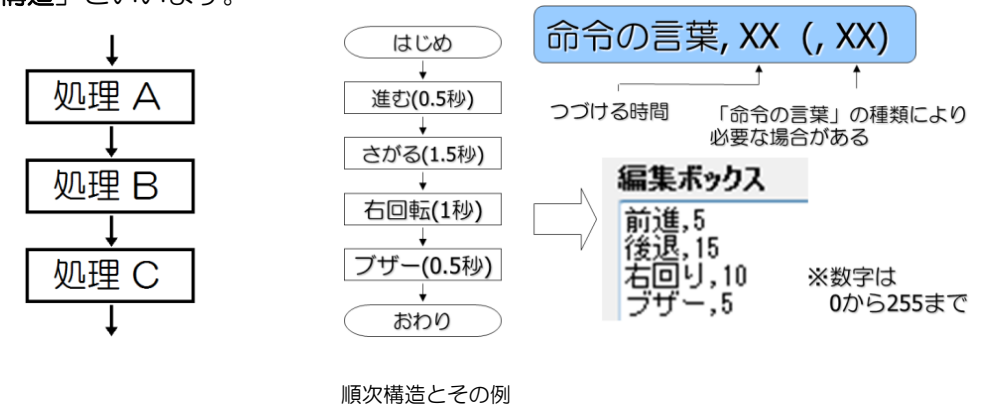 構造」といいます。
処理 A
処理 B
処理 C
はじめ
進む(0.5秒)
さがる(1.5秒)
右回転(1秒)
ブザー(0.5秒)
おわり
命令の言葉, XX (, XX)
つづける時間
「命令の言葉」の種類により
必要な場合がある
編集ボックス
前進,5
後退,15
右回り,10
ブザー,5
※数字は
0から255まで
順次構造とその例